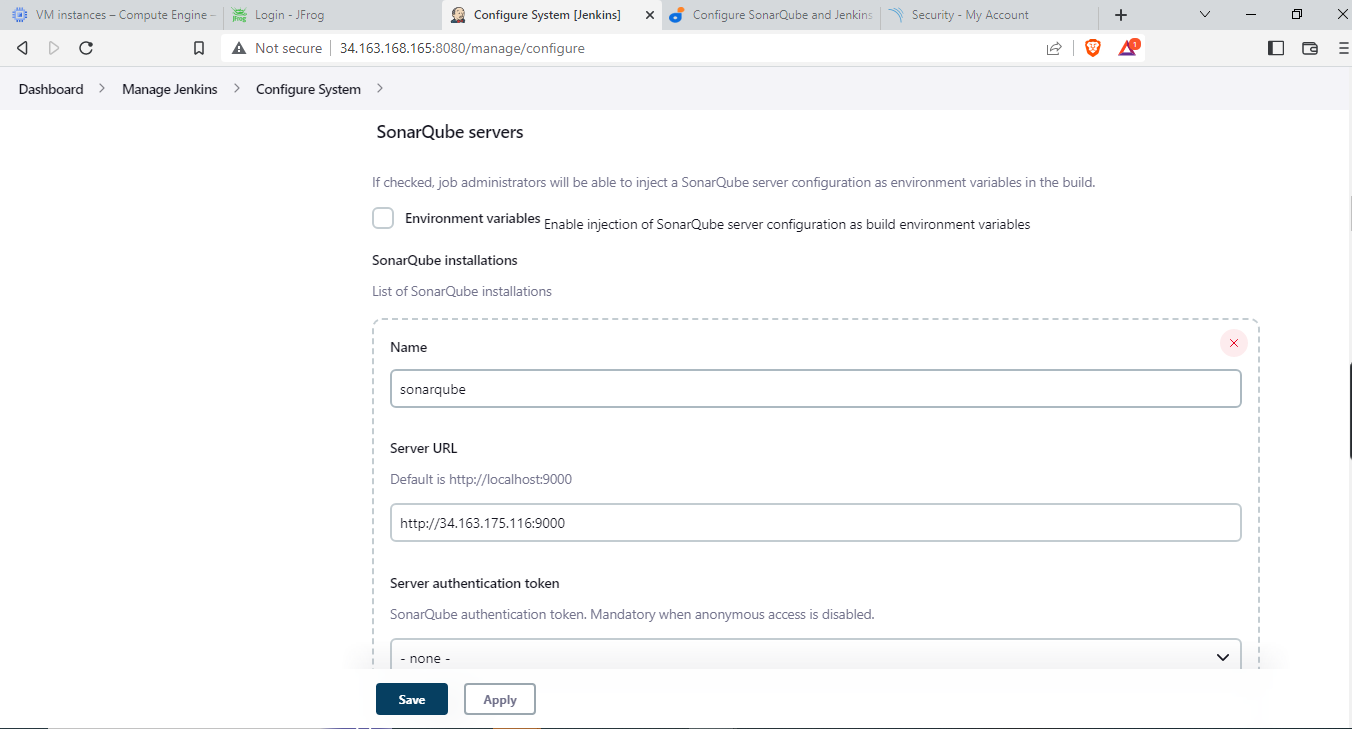 VM instances – Compute Engine –
Login - JFrog
Configure System [Jenkins]
Configure SonarQube and Jenkins
Security - My Account
Not secure
34.163.168.165:8080/manage/configure
1
Dashboard
Manage Jenkins
Configure System
SonarQube servers
If checked, job administrators will be able to inject a SonarQube server configuration as environment variables in the build.
Environment variables Enable injection of SonarQube server configuration as build environment variables
SonarQube installations
List of SonarQube installations
Name
sonarqube
Server URL
Default is http://localhost:9000
http://34.163.175.116:9000
Server authentication token
SonarQube authentication token. Mandatory when anonymous access is disabled.
- none -
Save
Apply